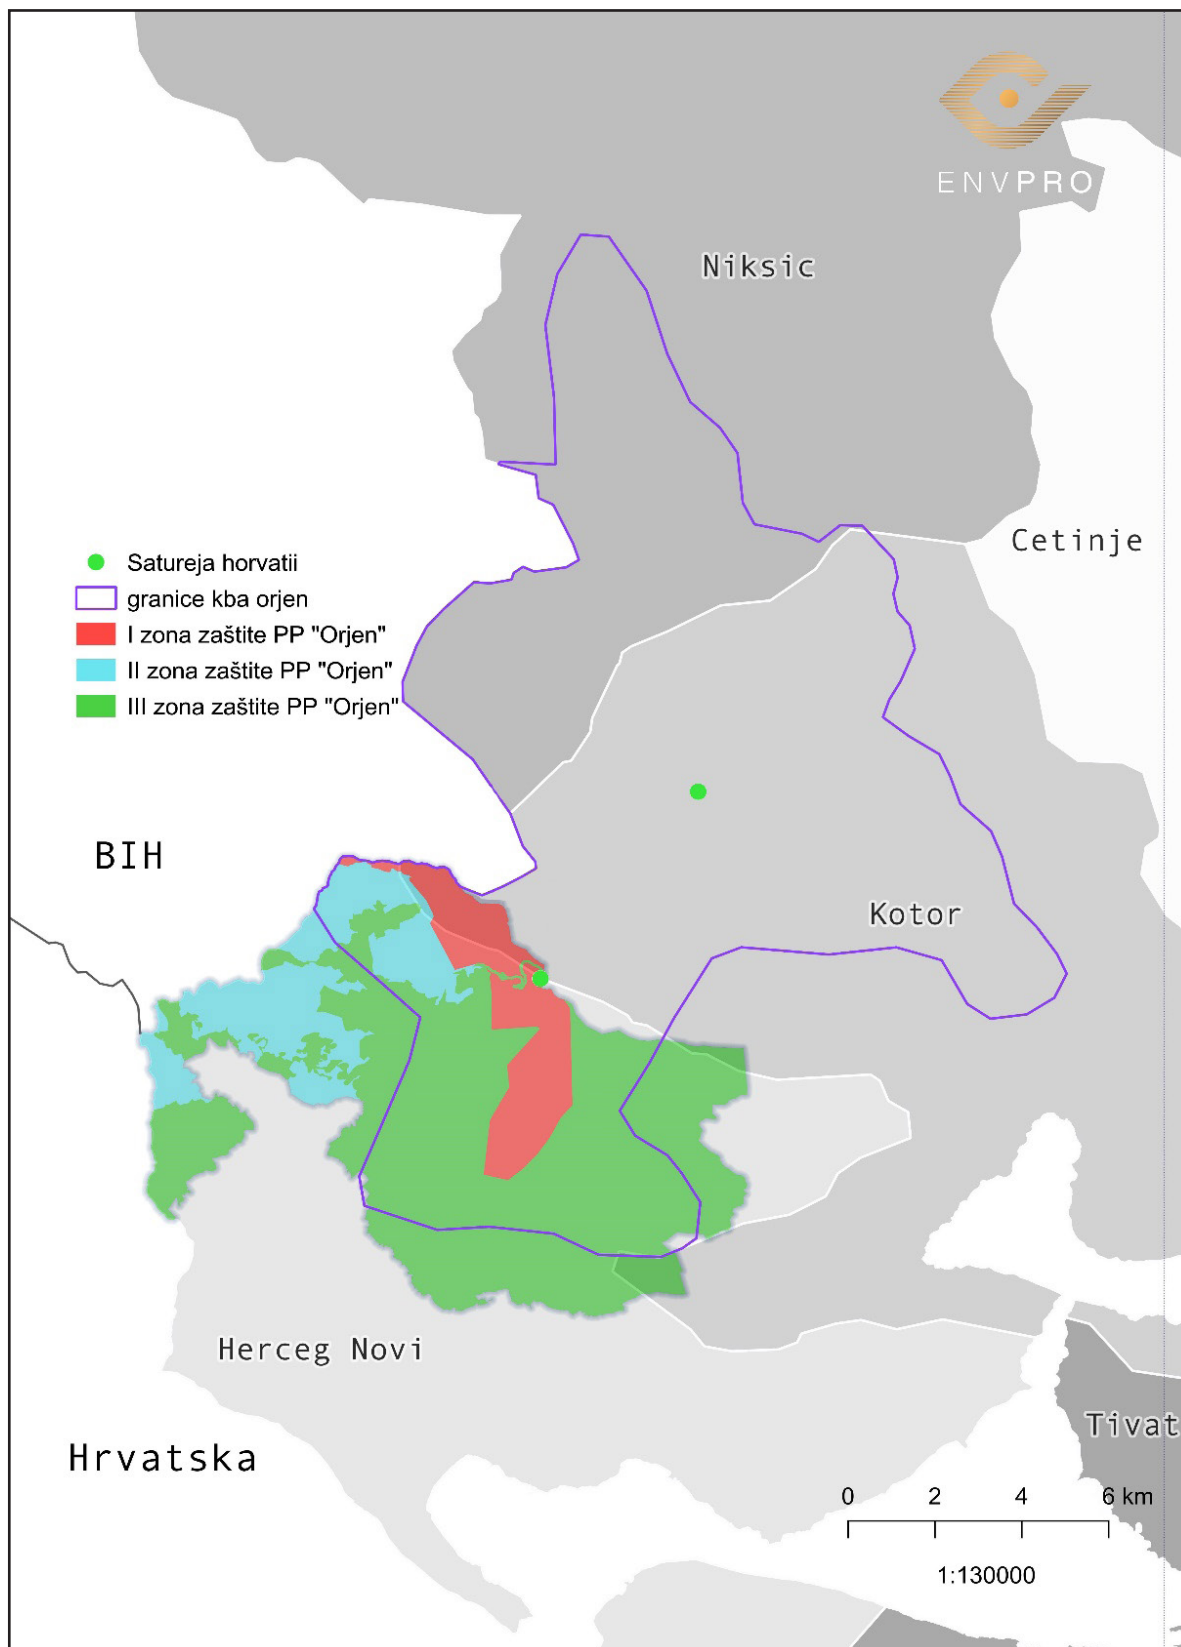 ENVPRO
Niksic
Cetinje
Satureja horvatii
granice kba orjen
I zona zaštite PP "Orjen"
II zona zaštite PP "Orjen"
III zona zaštite PP "Orjen"
BIH
Kotor
Herceg Novi
Tivat
Hrvatska
0 2 4 6 km
1:130000